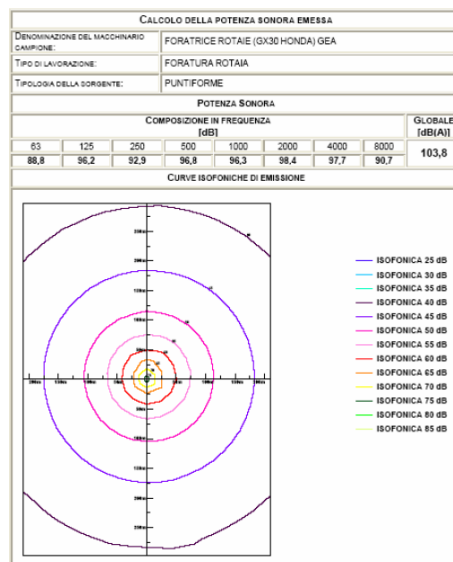 CALCOLO DELLA POTENZA SONORA EMESSA
DENOMINAZIONE DEL MACCHINARIO CAMPIONE: FORATRICE ROTAIE (GX30 HONDA) GEA
TIPO DI LAVORAZIONE: FORATURA ROTAIA
TIPOLOGIA DELLA SORGENTE: PUNTIFORME
POTENZA SONORA
COMPOSIZIONE IN FREQUENZA [dB] GLOBALE [dB(A)]
63 125 250 500 1000 2000 4000 8000 103,8
88,8 96,2 92,9 96,8 96,3 98,4 97,7 90,7
CURVE ISOFONICHE DI EMISSIONE
ISOFONICA 25 dB
ISOFONICA 30 dB
ISOFONICA 35 dB
ISOFONICA 40 dB
ISOFONICA 45 dB
ISOFONICA 50 dB
ISOFONICA 55 dB
ISOFONICA 60 dB
ISOFONICA 65 dB
ISOFONICA 70 dB
ISOFONICA 75 dB
ISOFONICA 80 dB
ISOFONICA 85 dB